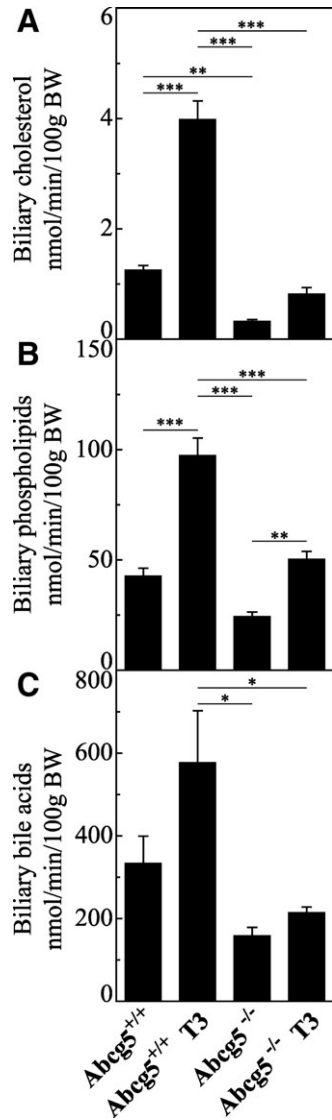 A
Biliary cholesterol
nmol/min/100g BW
6
4
2
0
***
***
**
***
B
Biliary phospholipids
nmol/min/100g BW
150
100
50
0
***
***
***
**
C
Biliary bile acids
nmol/min/100g BW
800
600
400
200
0
*
*
Abcg5+/+
Abcg5+/+ T3
Abcg5-/-
Abcg5-/- T3